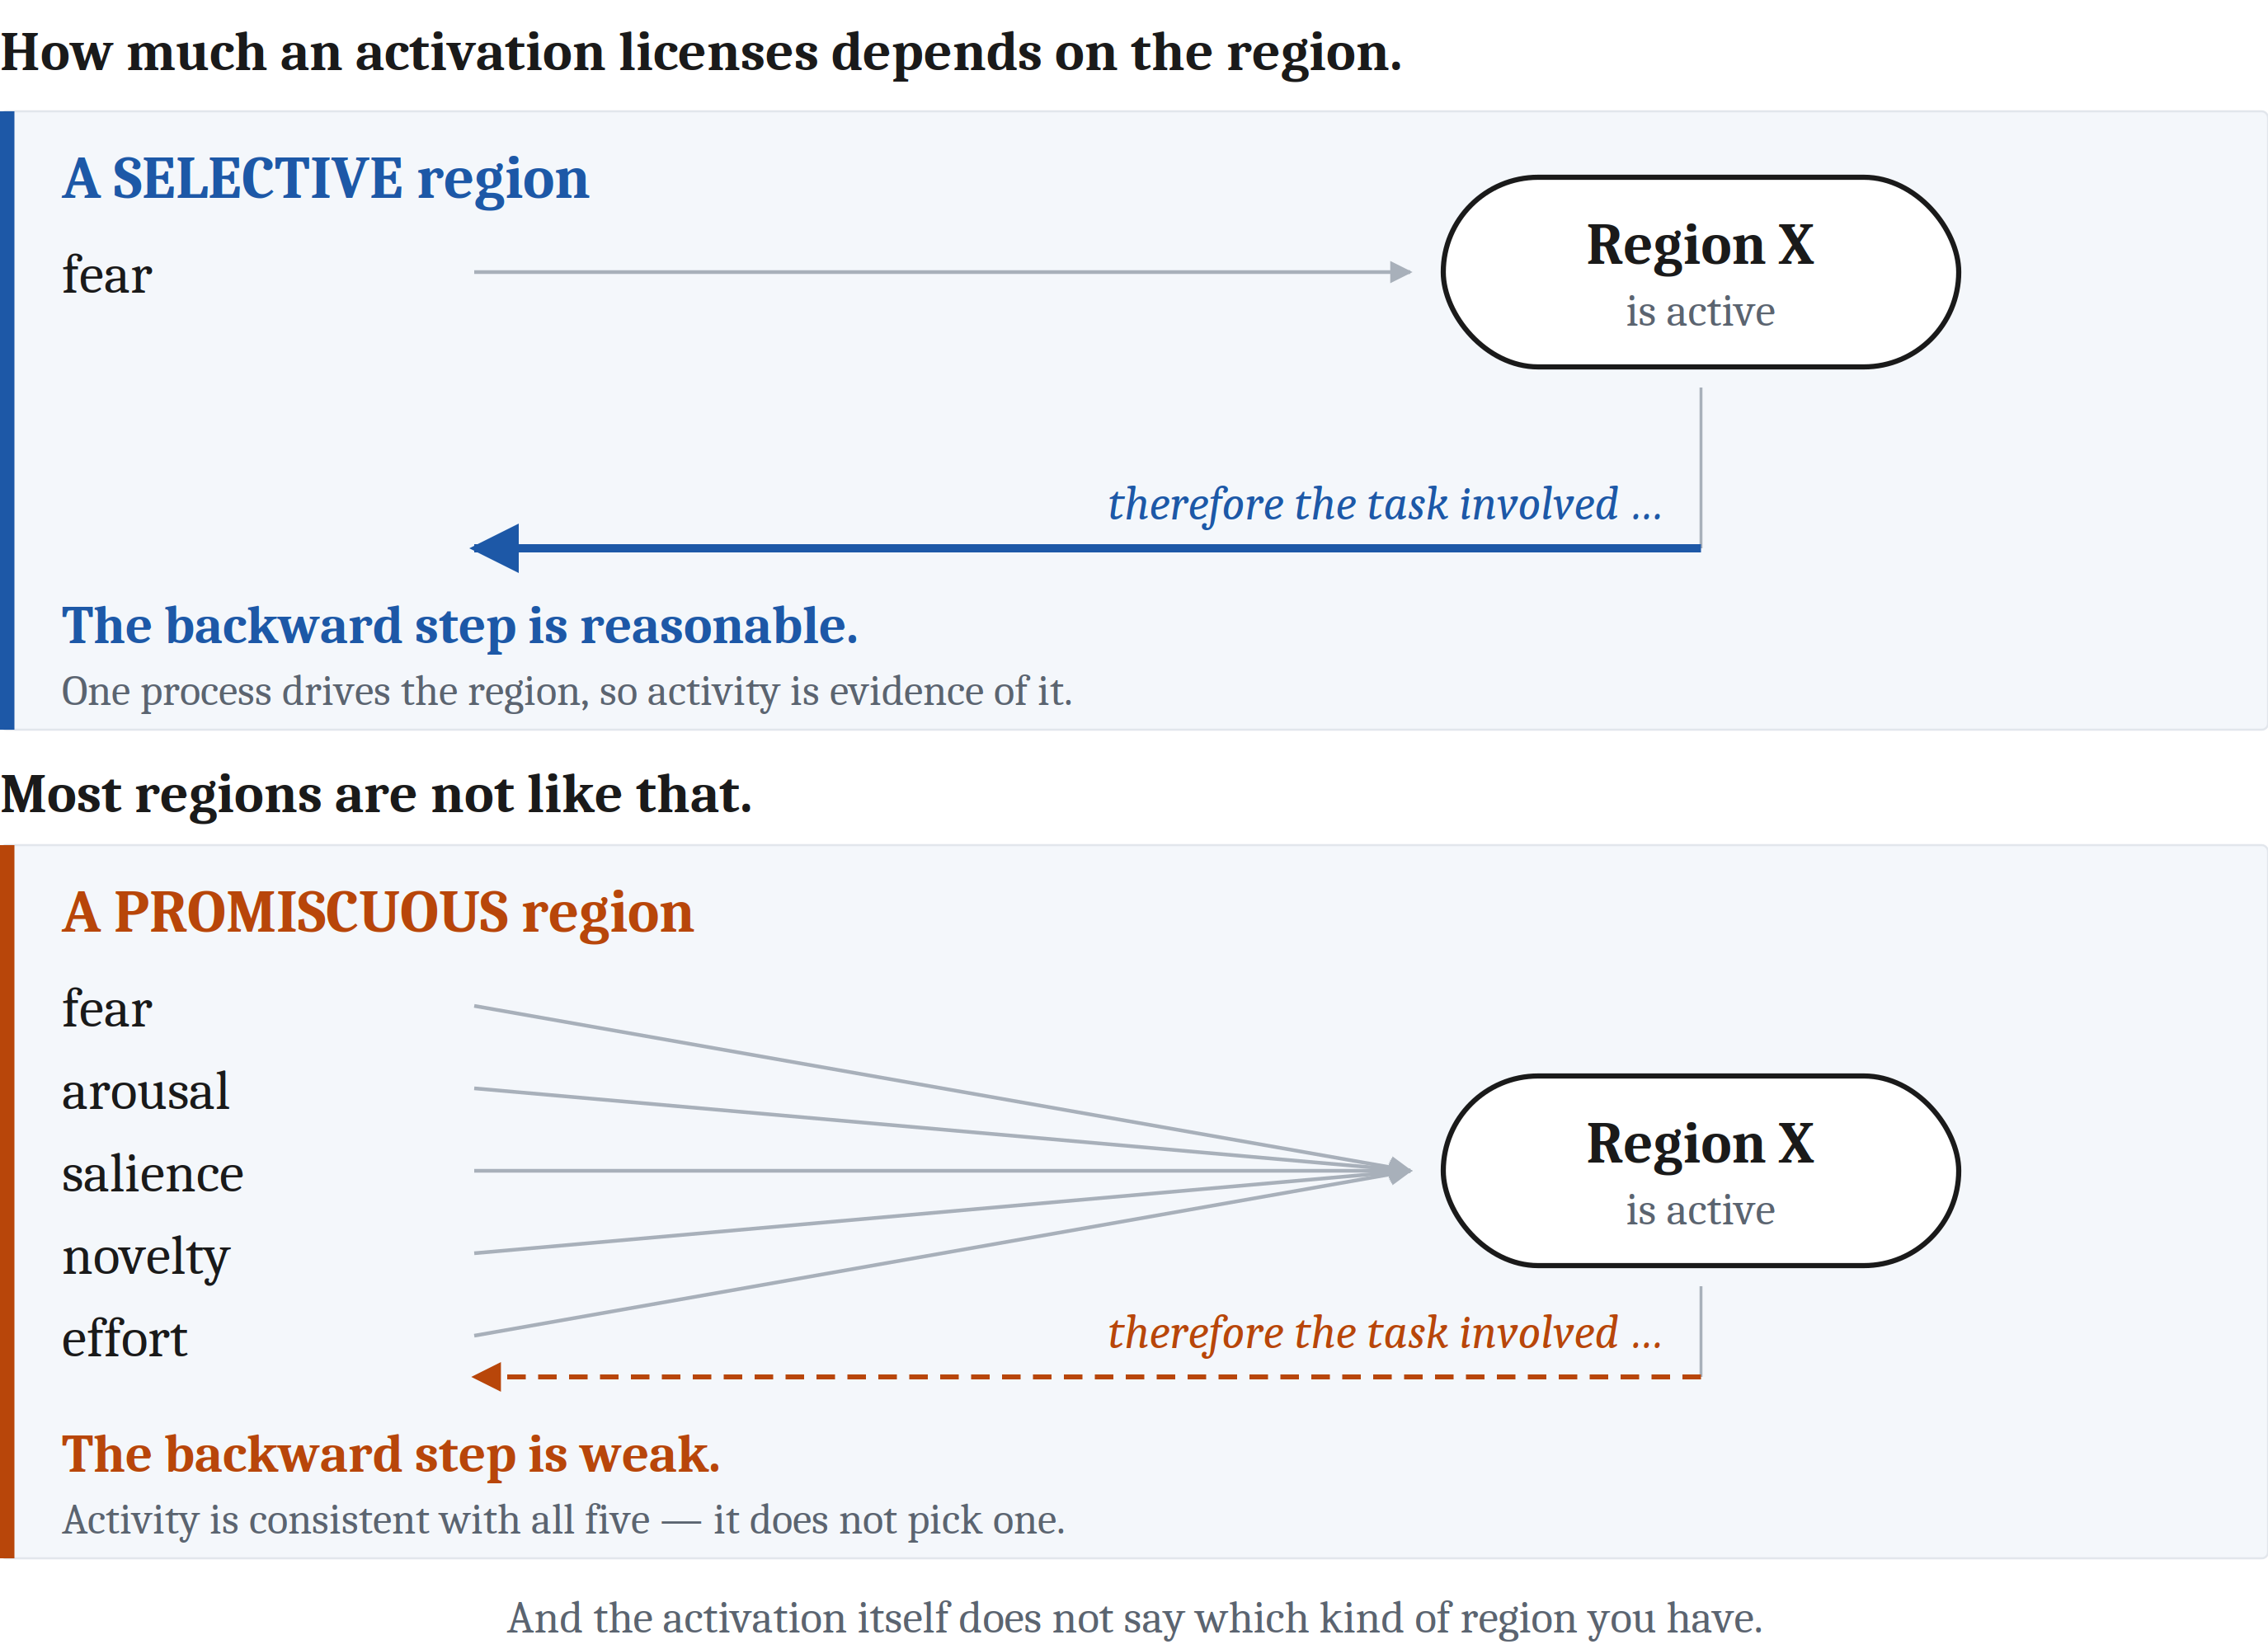 How much an activation licenses depends on the region.
A SELECTIVE region
fear
Region X
is active
therefore the task involved ...
The backward step is reasonable.
One process drives the region, so activity is evidence of it.
Most regions are not like that.
A PROMISCUOUS region
fear
arousal
salience
novelty
effort
Region X
is active
therefore the task involved ...
The backward step is weak.
Activity is consistent with all five — it does not pick one.
And the activation itself does not say which kind of region you have.